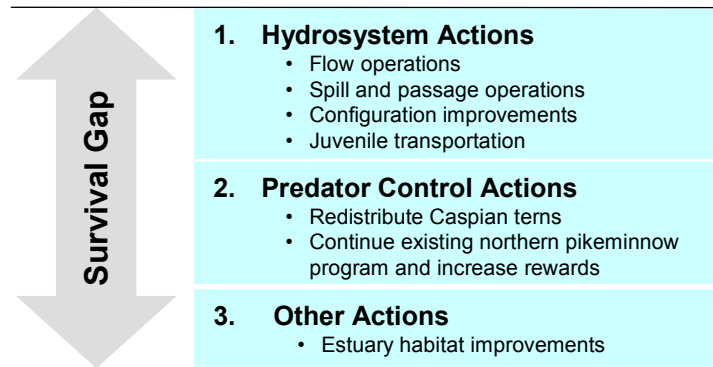 Survival Gap
1. Hydrosystem Actions
• Flow operations
• Spill and passage operations
• Configuration improvements
• Juvenile transportation
2. Predator Control Actions
• Redistribute Caspian terns
• Continue existing northern pikeminnow
program and increase rewards
3. Other Actions
• Estuary habitat improvements